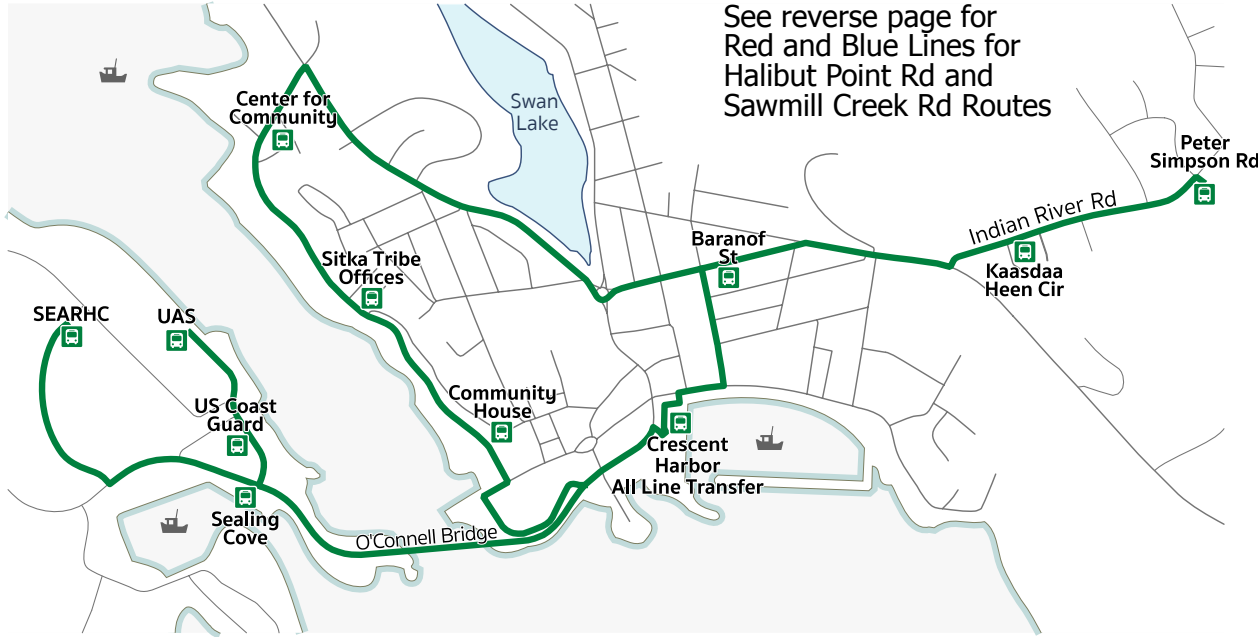 See reverse page for
Red and Blue Lines for
Halibut Point Rd and
Sawmill Creek Rd Routes
Center for
Community
Swan
Lake
Peter
Simpson Rd
Indian River Rd
Baranof
St
Kaasdaa
Heen Cir
Sitka Tribe
Offices
SEARHC
UAS
US Coast
Guard
Community
House
Crescent
Harbor
All Line Transfer
Sealing
Cove
O'Connell Bridge